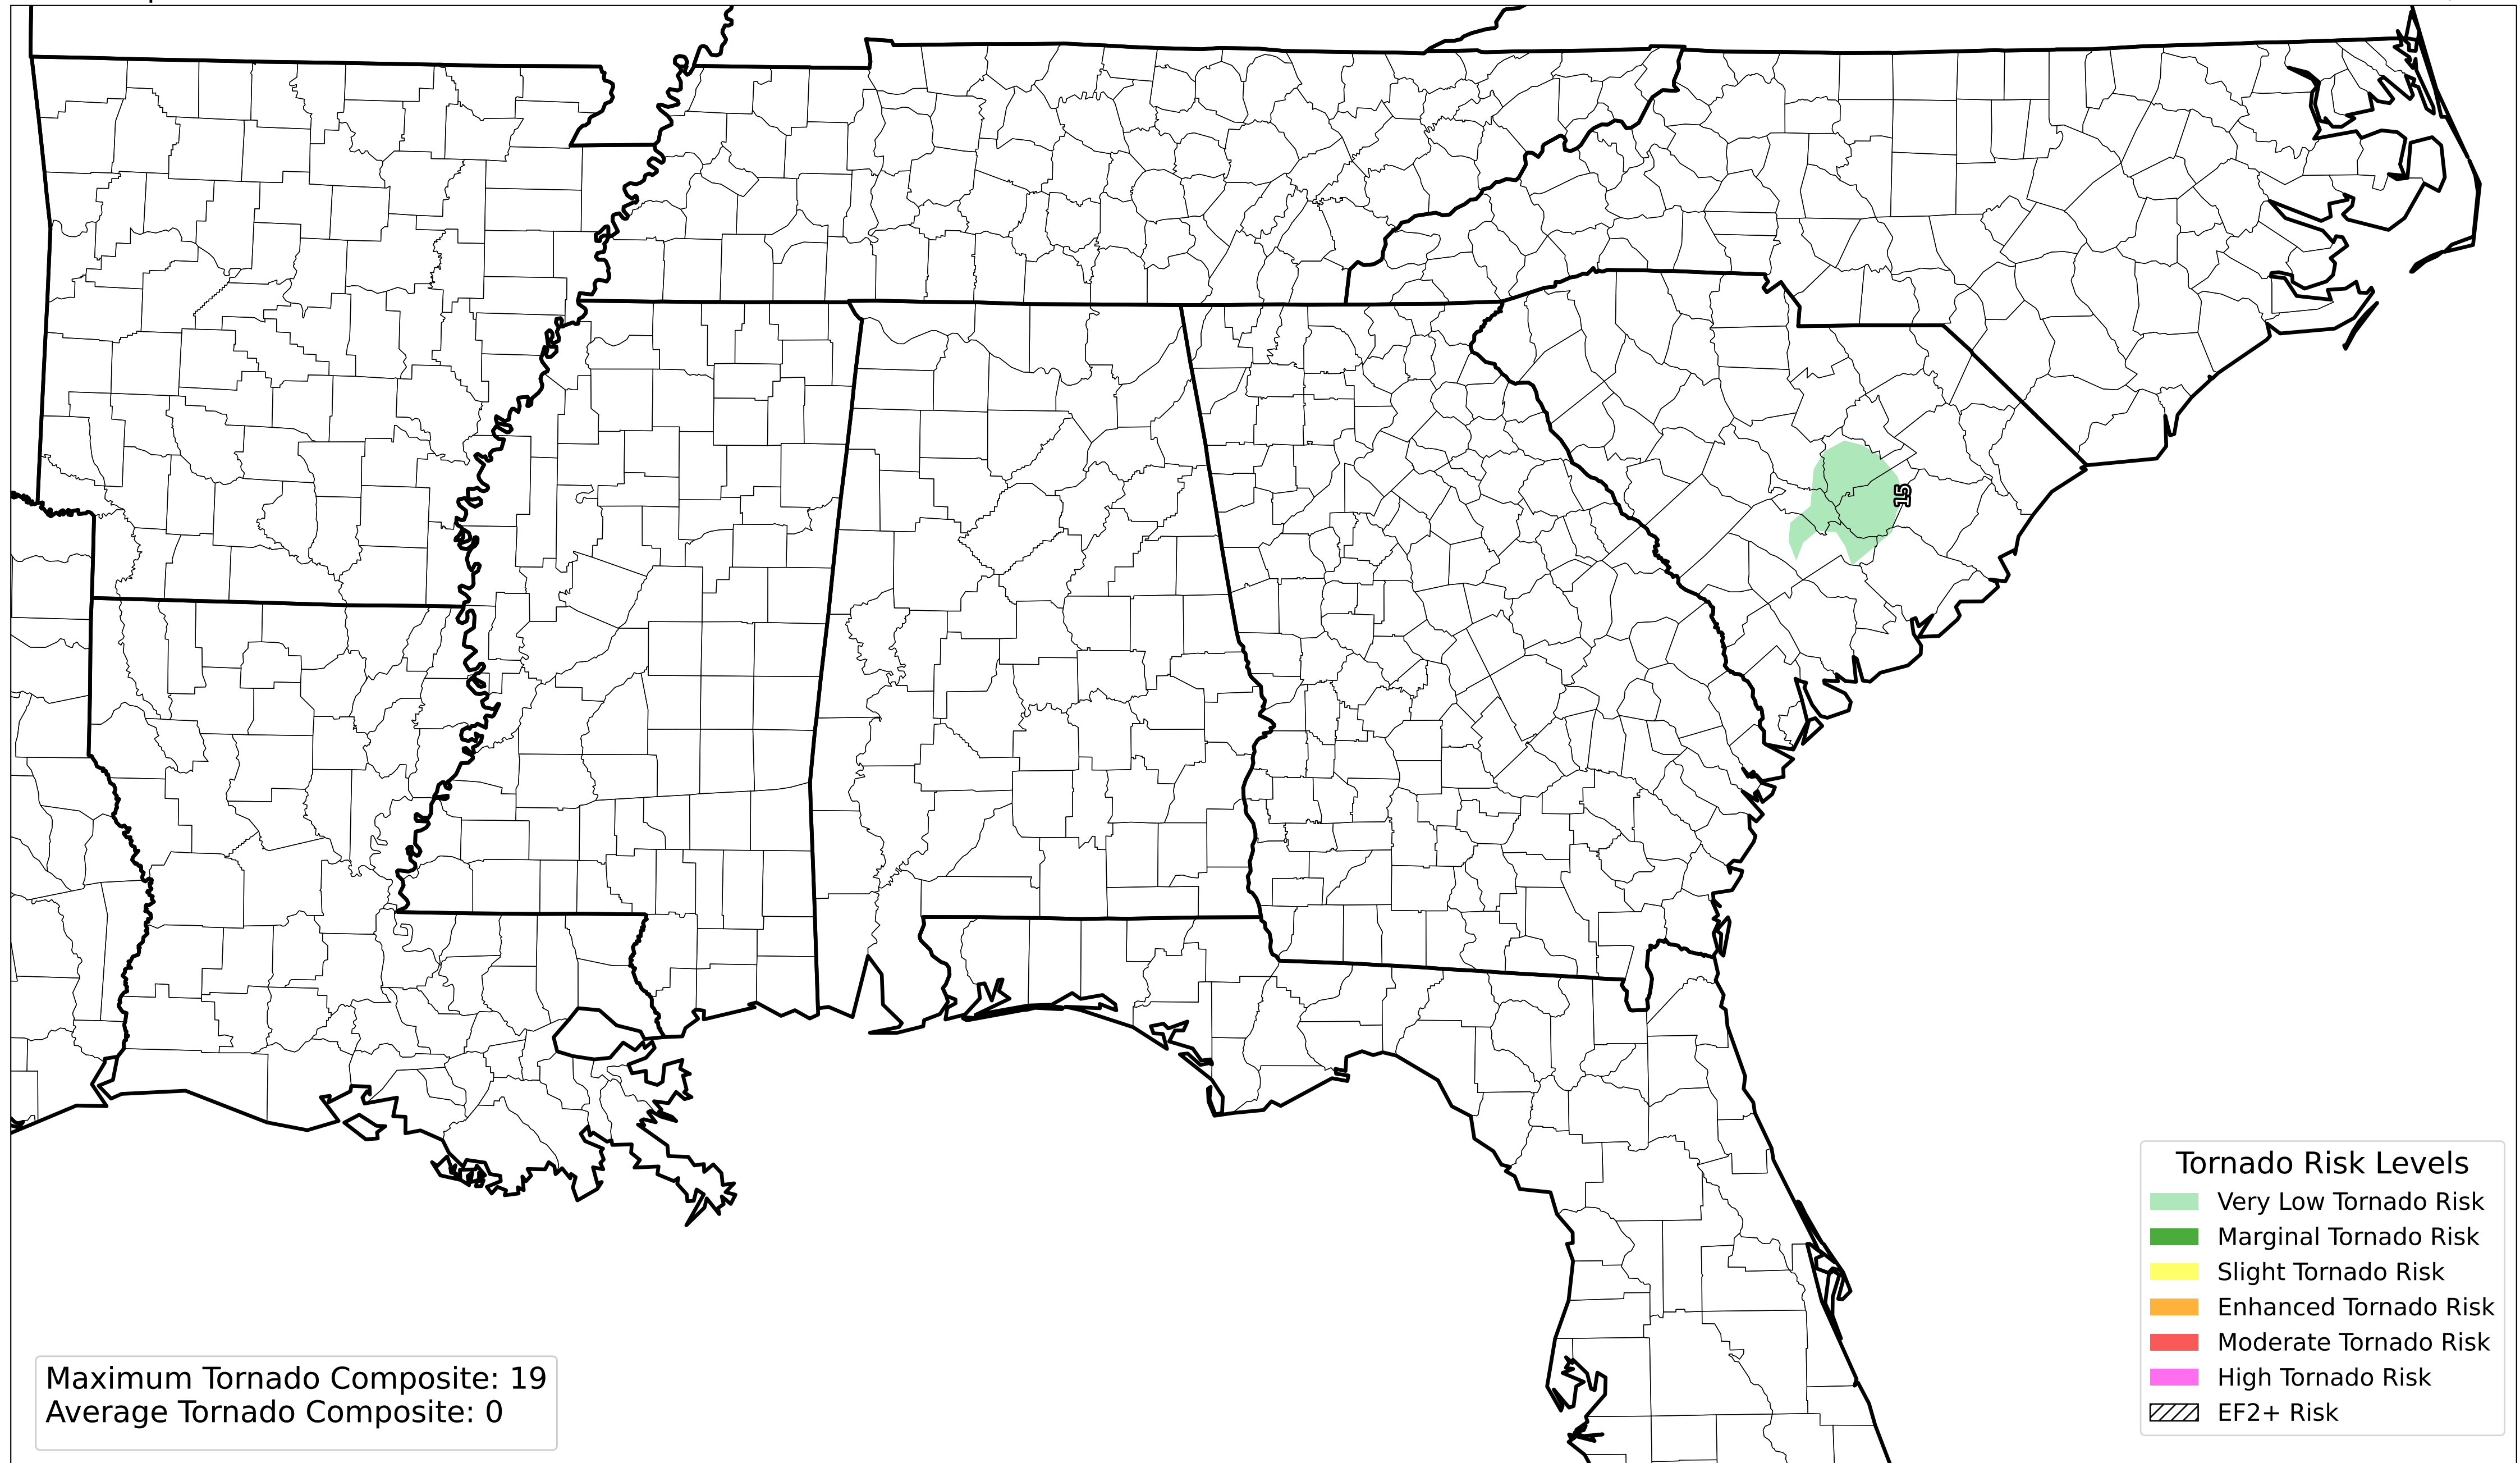 15
Tornado Risk Levels
Very Low Tornado Risk
Marginal Tornado Risk
Slight Tornado Risk
Enhanced Tornado Risk
Moderate Tornado Risk
High Tornado Risk
EF2+ Risk
Maximum Tornado Composite: 19
Average Tornado Composite: 0